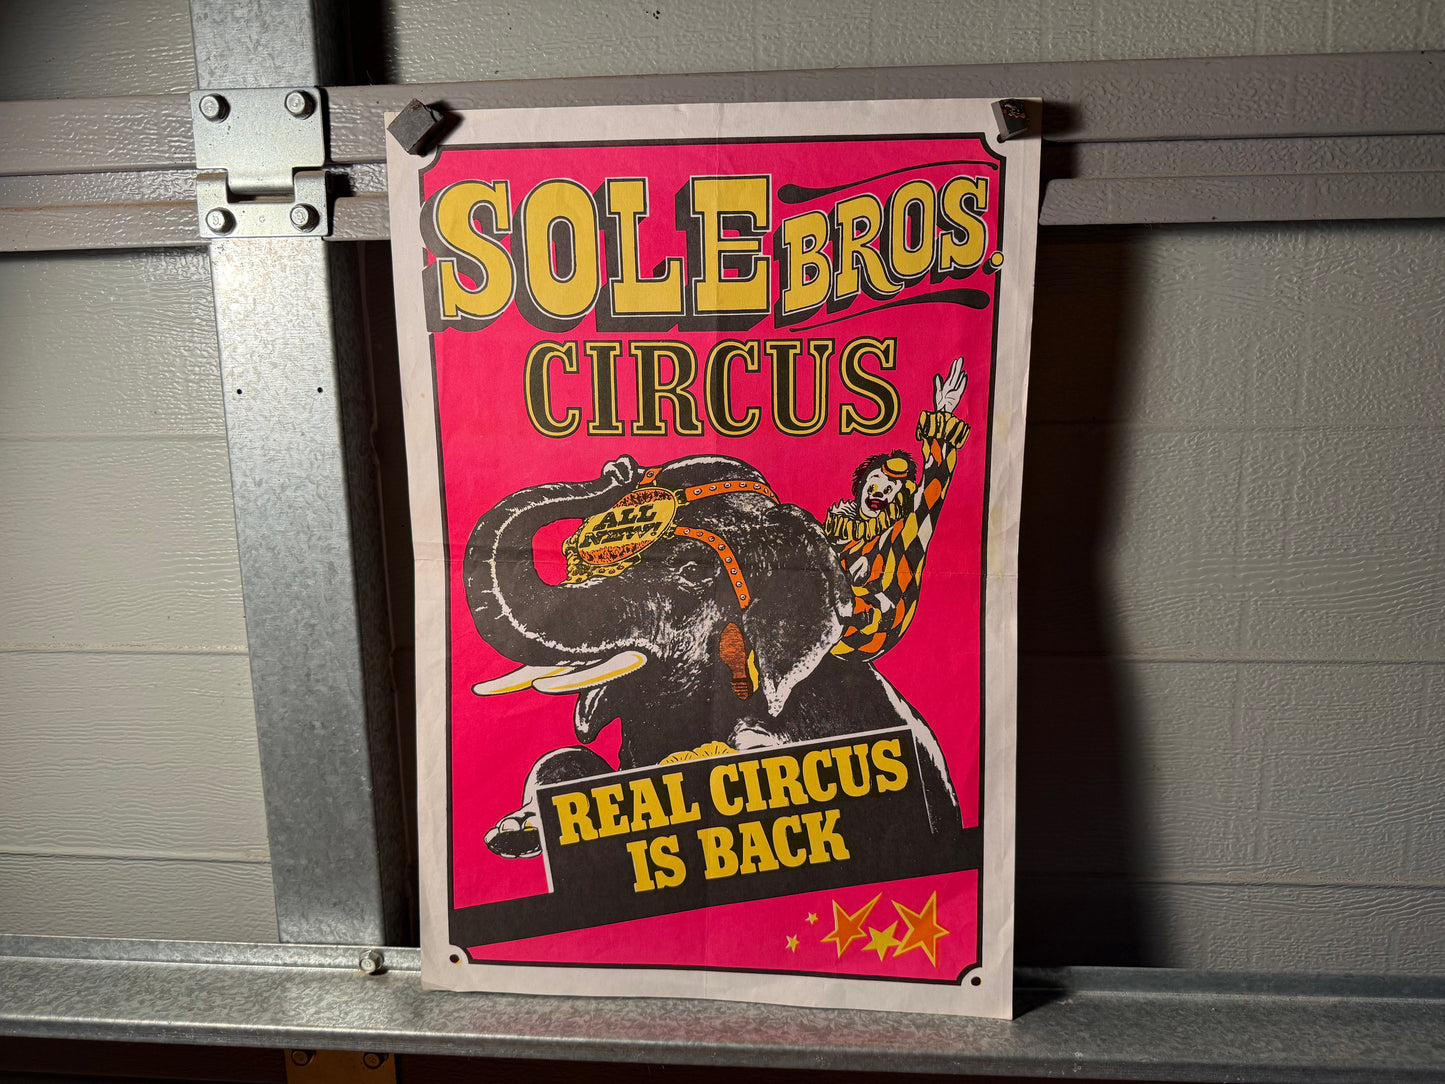 SOLE BROS.
CIRCUS
ALL
NEW!
REAL CIRCUS
IS BACK